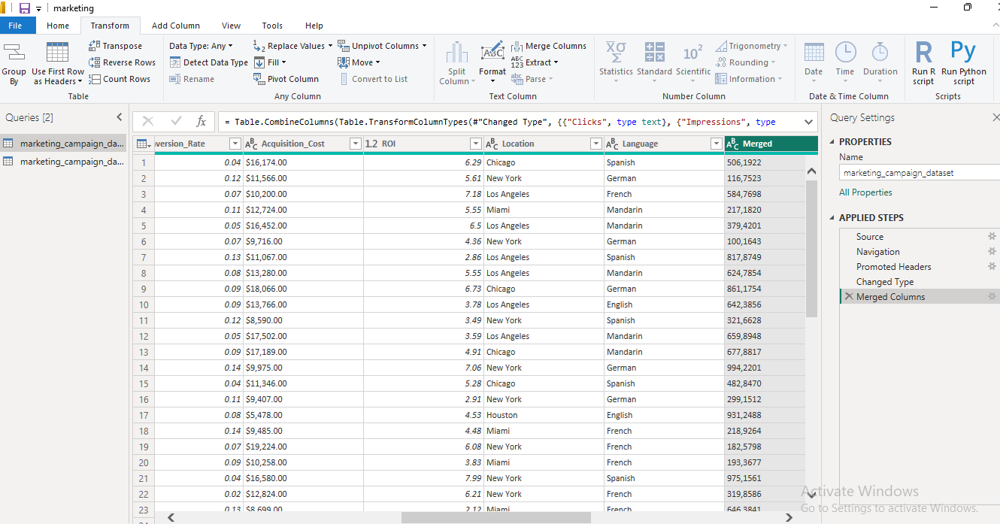 marketing
File Home Transform Add Column View Tools Help
Group By
Use First Row as Headers
Transpose
Reverse Rows
Count Rows
Table
Data Type: Any
Detect Data Type
Rename
Replace Values
Fill
Pivot Column
Unpivot Columns
Move
Convert to List
Any Column
Split Column
ABC
Format
Merge Columns
ABC 123 Extract
abc Parse
Text Column
Statistics
Standard
10² Scientific
Trigonometry
.00 Rounding
Information
Number Column
Date
Time
Duration
Date & Time Column
R Run R script
Py Run Python script
Scripts
Queries [2]
marketing_campaign_da...
marketing_campaign_da...
fx = Table.CombineColumns(Table.TransformColumnTypes(#"Changed Type", {{"Clicks", type text}, {"Impressions", type
version_Rate ABC Acquisition_Cost 1.2 ROI ABC Location ABC Language ABC Merged
1 0.04 $16,174.00 6.29 Chicago Spanish 506,1922
2 0.12 $11,566.00 5.61 New York German 116,7523
3 0.07 $10,200.00 7.18 Los Angeles French 584,7698
4 0.11 $12,724.00 5.55 Miami Mandarin 217,1820
5 0.05 $16,452.00 6.5 Los Angeles Mandarin 379,4201
6 0.07 $9,716.00 4.36 New York German 100,1643
7 0.13 $11,067.00 2.86 Los Angeles Spanish 817,8749
8 0.08 $13,280.00 5.55 Los Angeles Mandarin 624,7854
9 0.09 $18,066.00 6.73 Chicago German 861,1754
10 0.09 $13,766.00 3.78 Los Angeles English 642,3856
11 0.12 $8,590.00 3.49 New York Spanish 321,6628
12 0.05 $17,502.00 3.59 Los Angeles Mandarin 659,8948
13 0.09 $17,189.00 4.91 Chicago Mandarin 677,8817
14 0.14 $9,975.00 7.06 New York German 994,2201
15 0.04 $11,346.00 5.28 Chicago Spanish 482,8470
16 0.11 $9,407.00 2.91 New York German 299,1512
17 0.08 $5,478.00 4.53 Houston English 931,2488
18 0.14 $9,485.00 4.48 Miami French 218,9264
19 0.07 $19,224.00 6.08 New York French 182,5798
20 0.09 $10,258.00 3.83 Miami French 193,3677
21 0.04 $16,580.00 7.99 New York Spanish 975,1561
22 0.02 $12,824.00 6.21 New York French 319,8586
23 0.13 $8,699.00 2.12 Miami French 646,3841
Query Settings
PROPERTIES
Name
marketing_campaign_dataset
All Properties
APPLIED STEPS
Source
Navigation
Promoted Headers
Changed Type
Merged Columns
Activate Windows
Go to Settings to activate Windows.